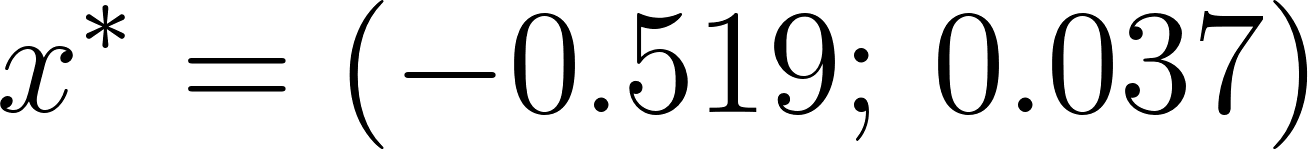 x* = (−0.519; 0.037)